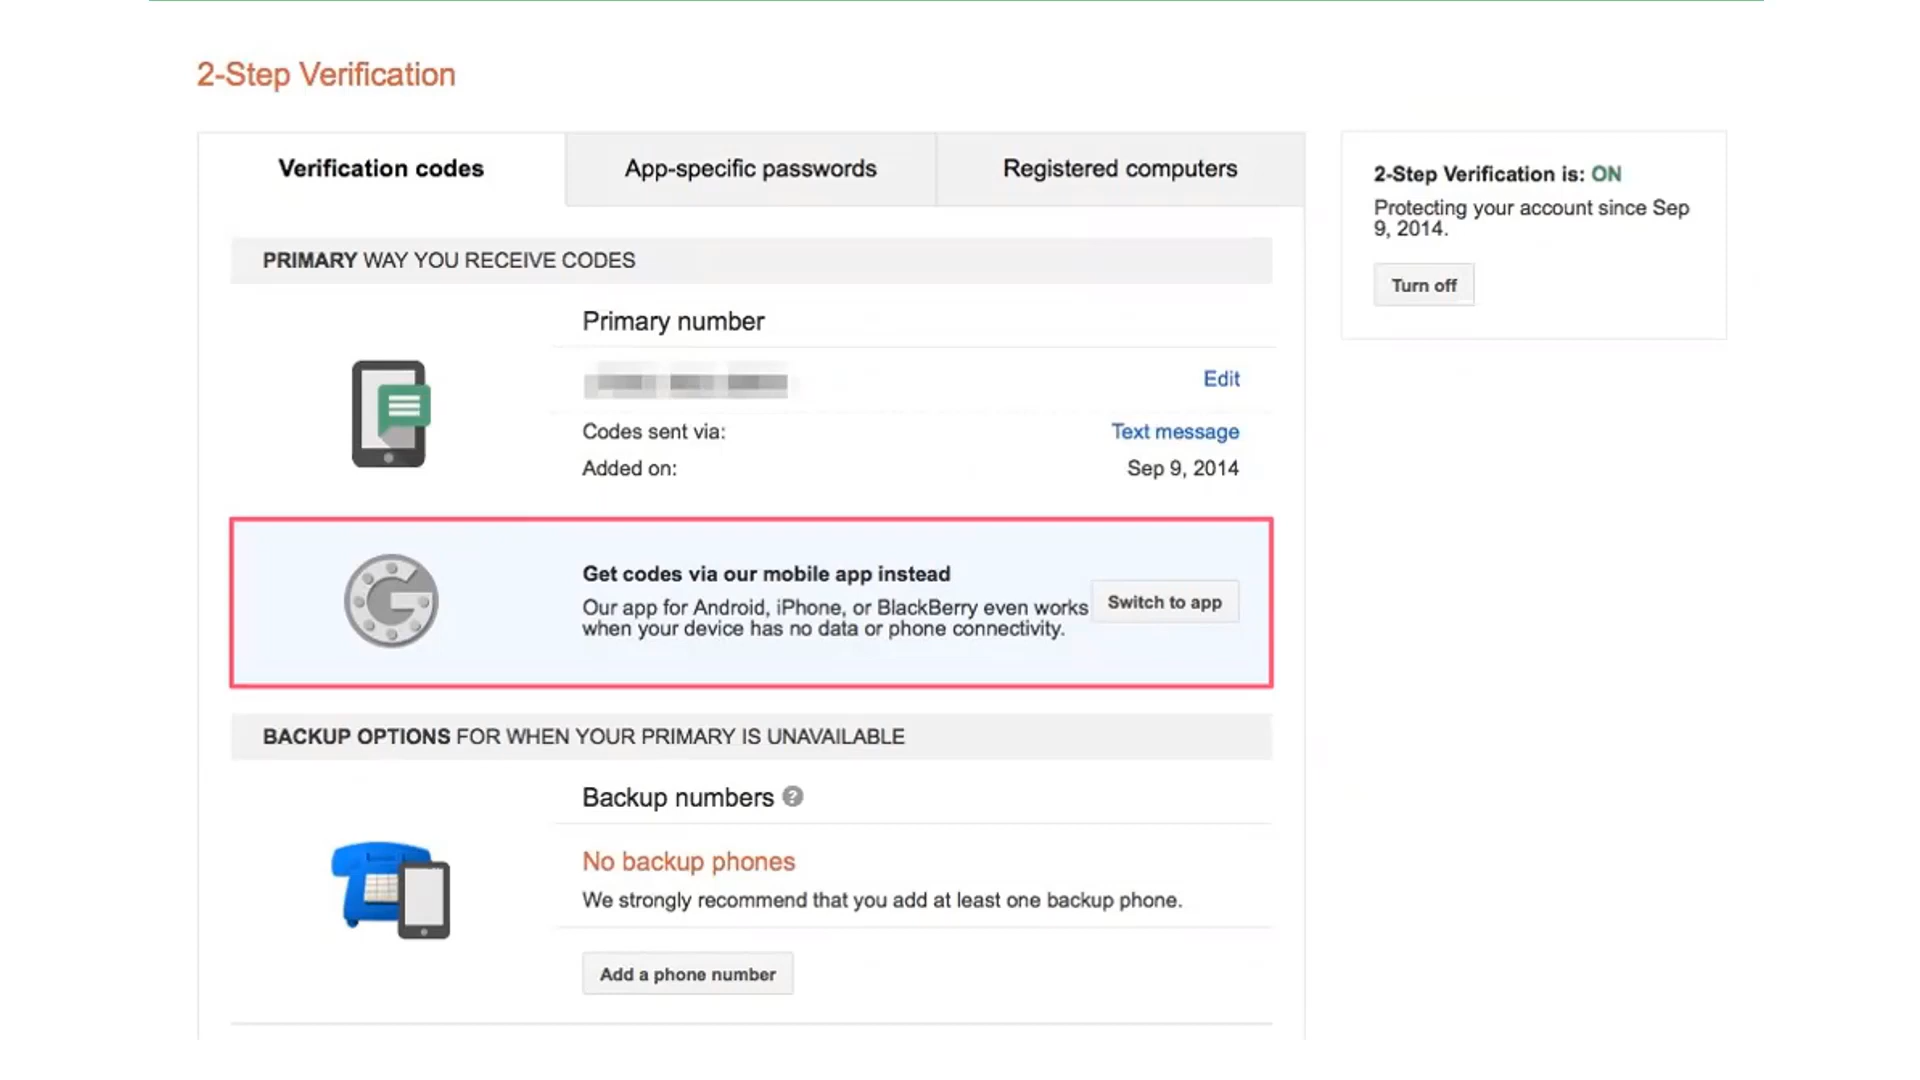 2-Step Verification
Verification codes
App-specific passwords
Registered computers
2-Step Verification is: ON
Protecting your account since Sep
9, 2014.
Turn off
PRIMARY WAY YOU RECEIVE CODES
Primary number
Edit
Codes sent via:
Text message
Added on:
Sep 9, 2014
Get codes via our mobile app instead
Our app for Android, iPhone, or BlackBerry even works
when your device has no data or phone connectivity.
Switch to app
BACKUP OPTIONS FOR WHEN YOUR PRIMARY IS UNAVAILABLE
Backup numbers ?
No backup phones
We strongly recommend that you add at least one backup phone.
Add a phone number